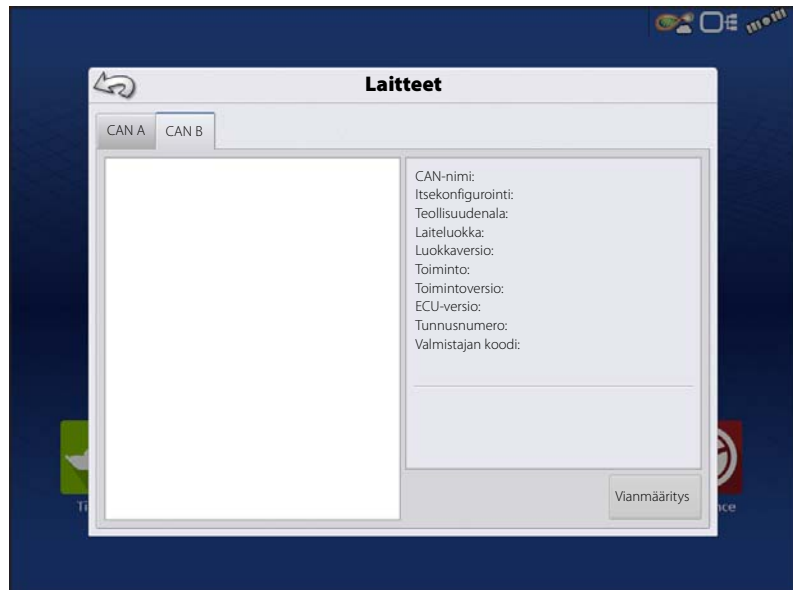 Laitteet
CAN A
CAN B
CAN-nimi:
Itsekonfigurointi:
Teollisuudenala:
Laiteluokka:
Luokkaversio:
Toiminto:
Toimintoversio:
ECU-versio:
Tunnusnumero:
Valmistajan koodi:
Vianmääritys